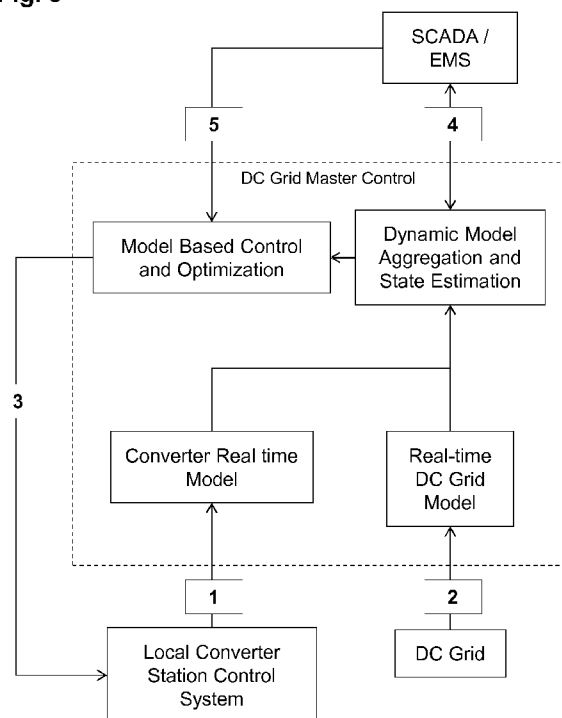 SCADA /
EMS
5
4
DC Grid Master Control
Model Based Control
and Optimization
Dynamic Model
Aggregation and
State Estimation
3
Converter Real time
Model
Real-time
DC Grid
Model
1
2
Local Converter
Station Control
System
DC Grid